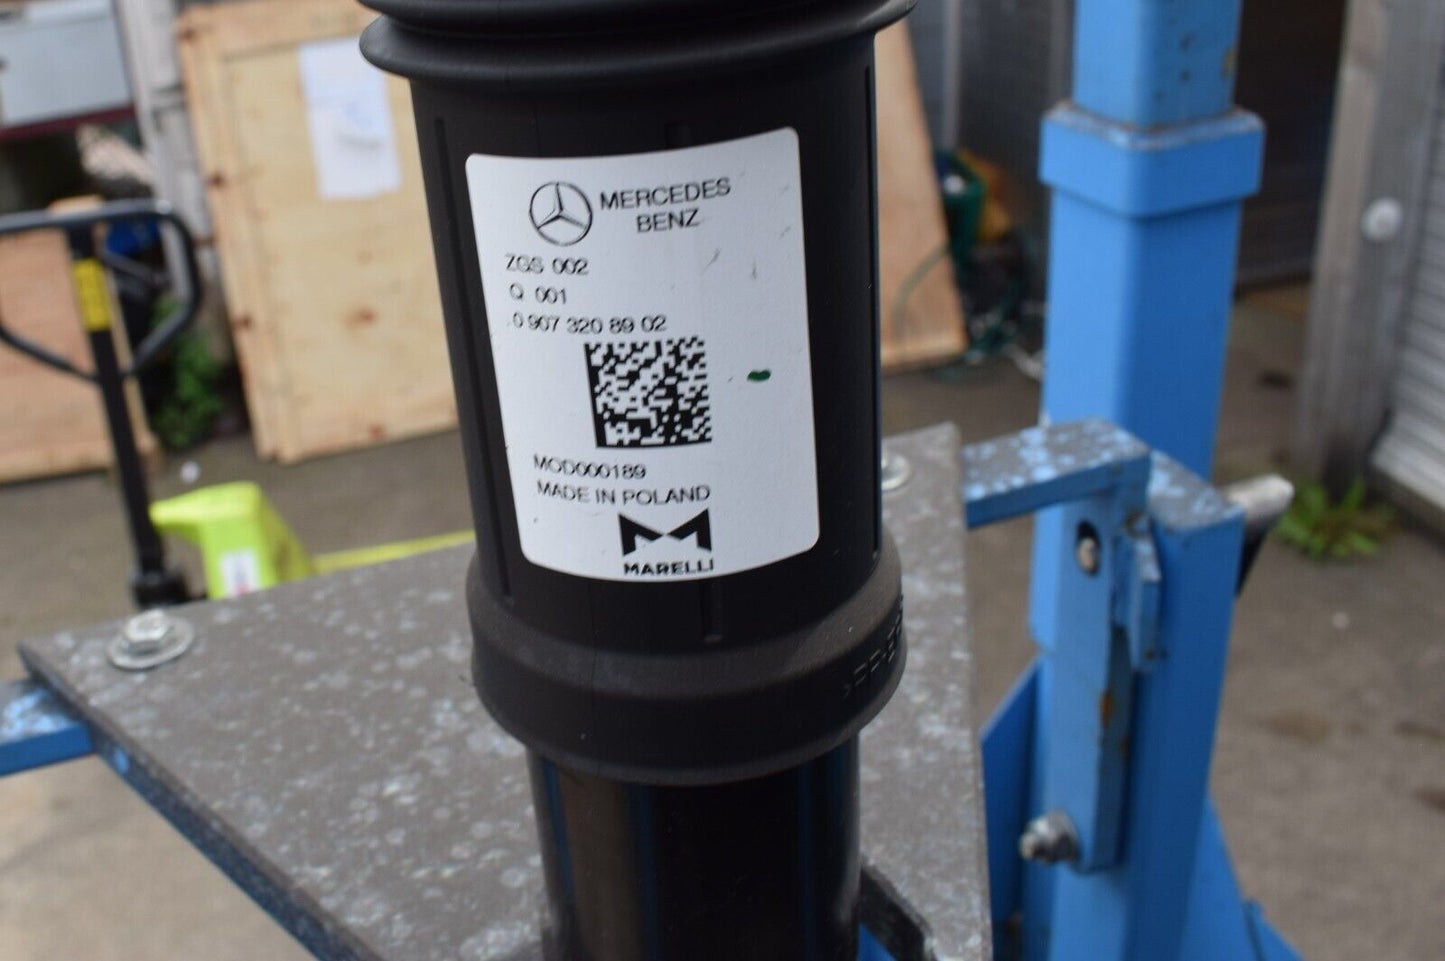 MERCEDES
BENZ
ZGS 002
Q 001
0 907 320 89 02
MOD000189
MADE IN POLAND
MARELLI